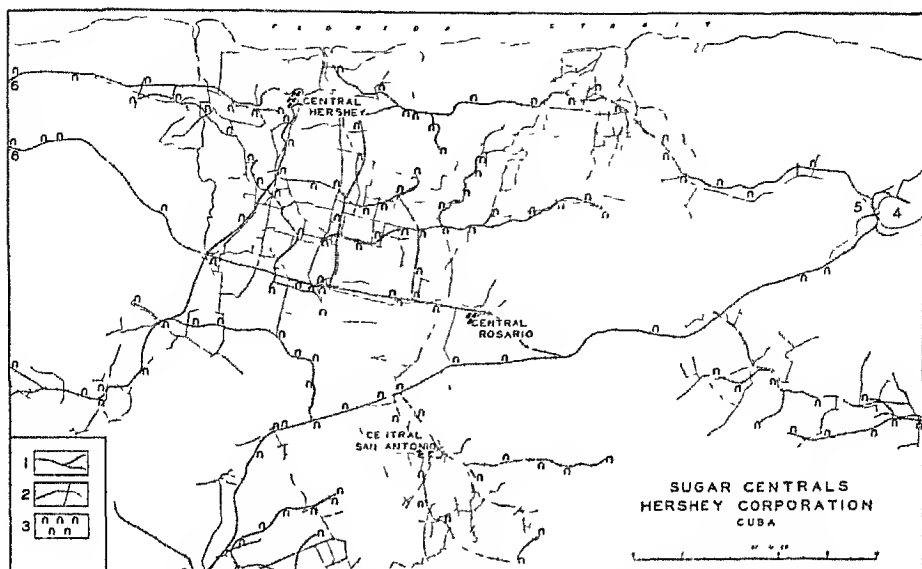 FLORIDA STRAIT
6
CENTRAL
HERSHEY
6
5
4
CENTRAL
ROSARIO
CENTRAL
SAN ANTONIO
1
2
3
SUGAR CENTRALS
HERSHEY CORPORATION
CUBA